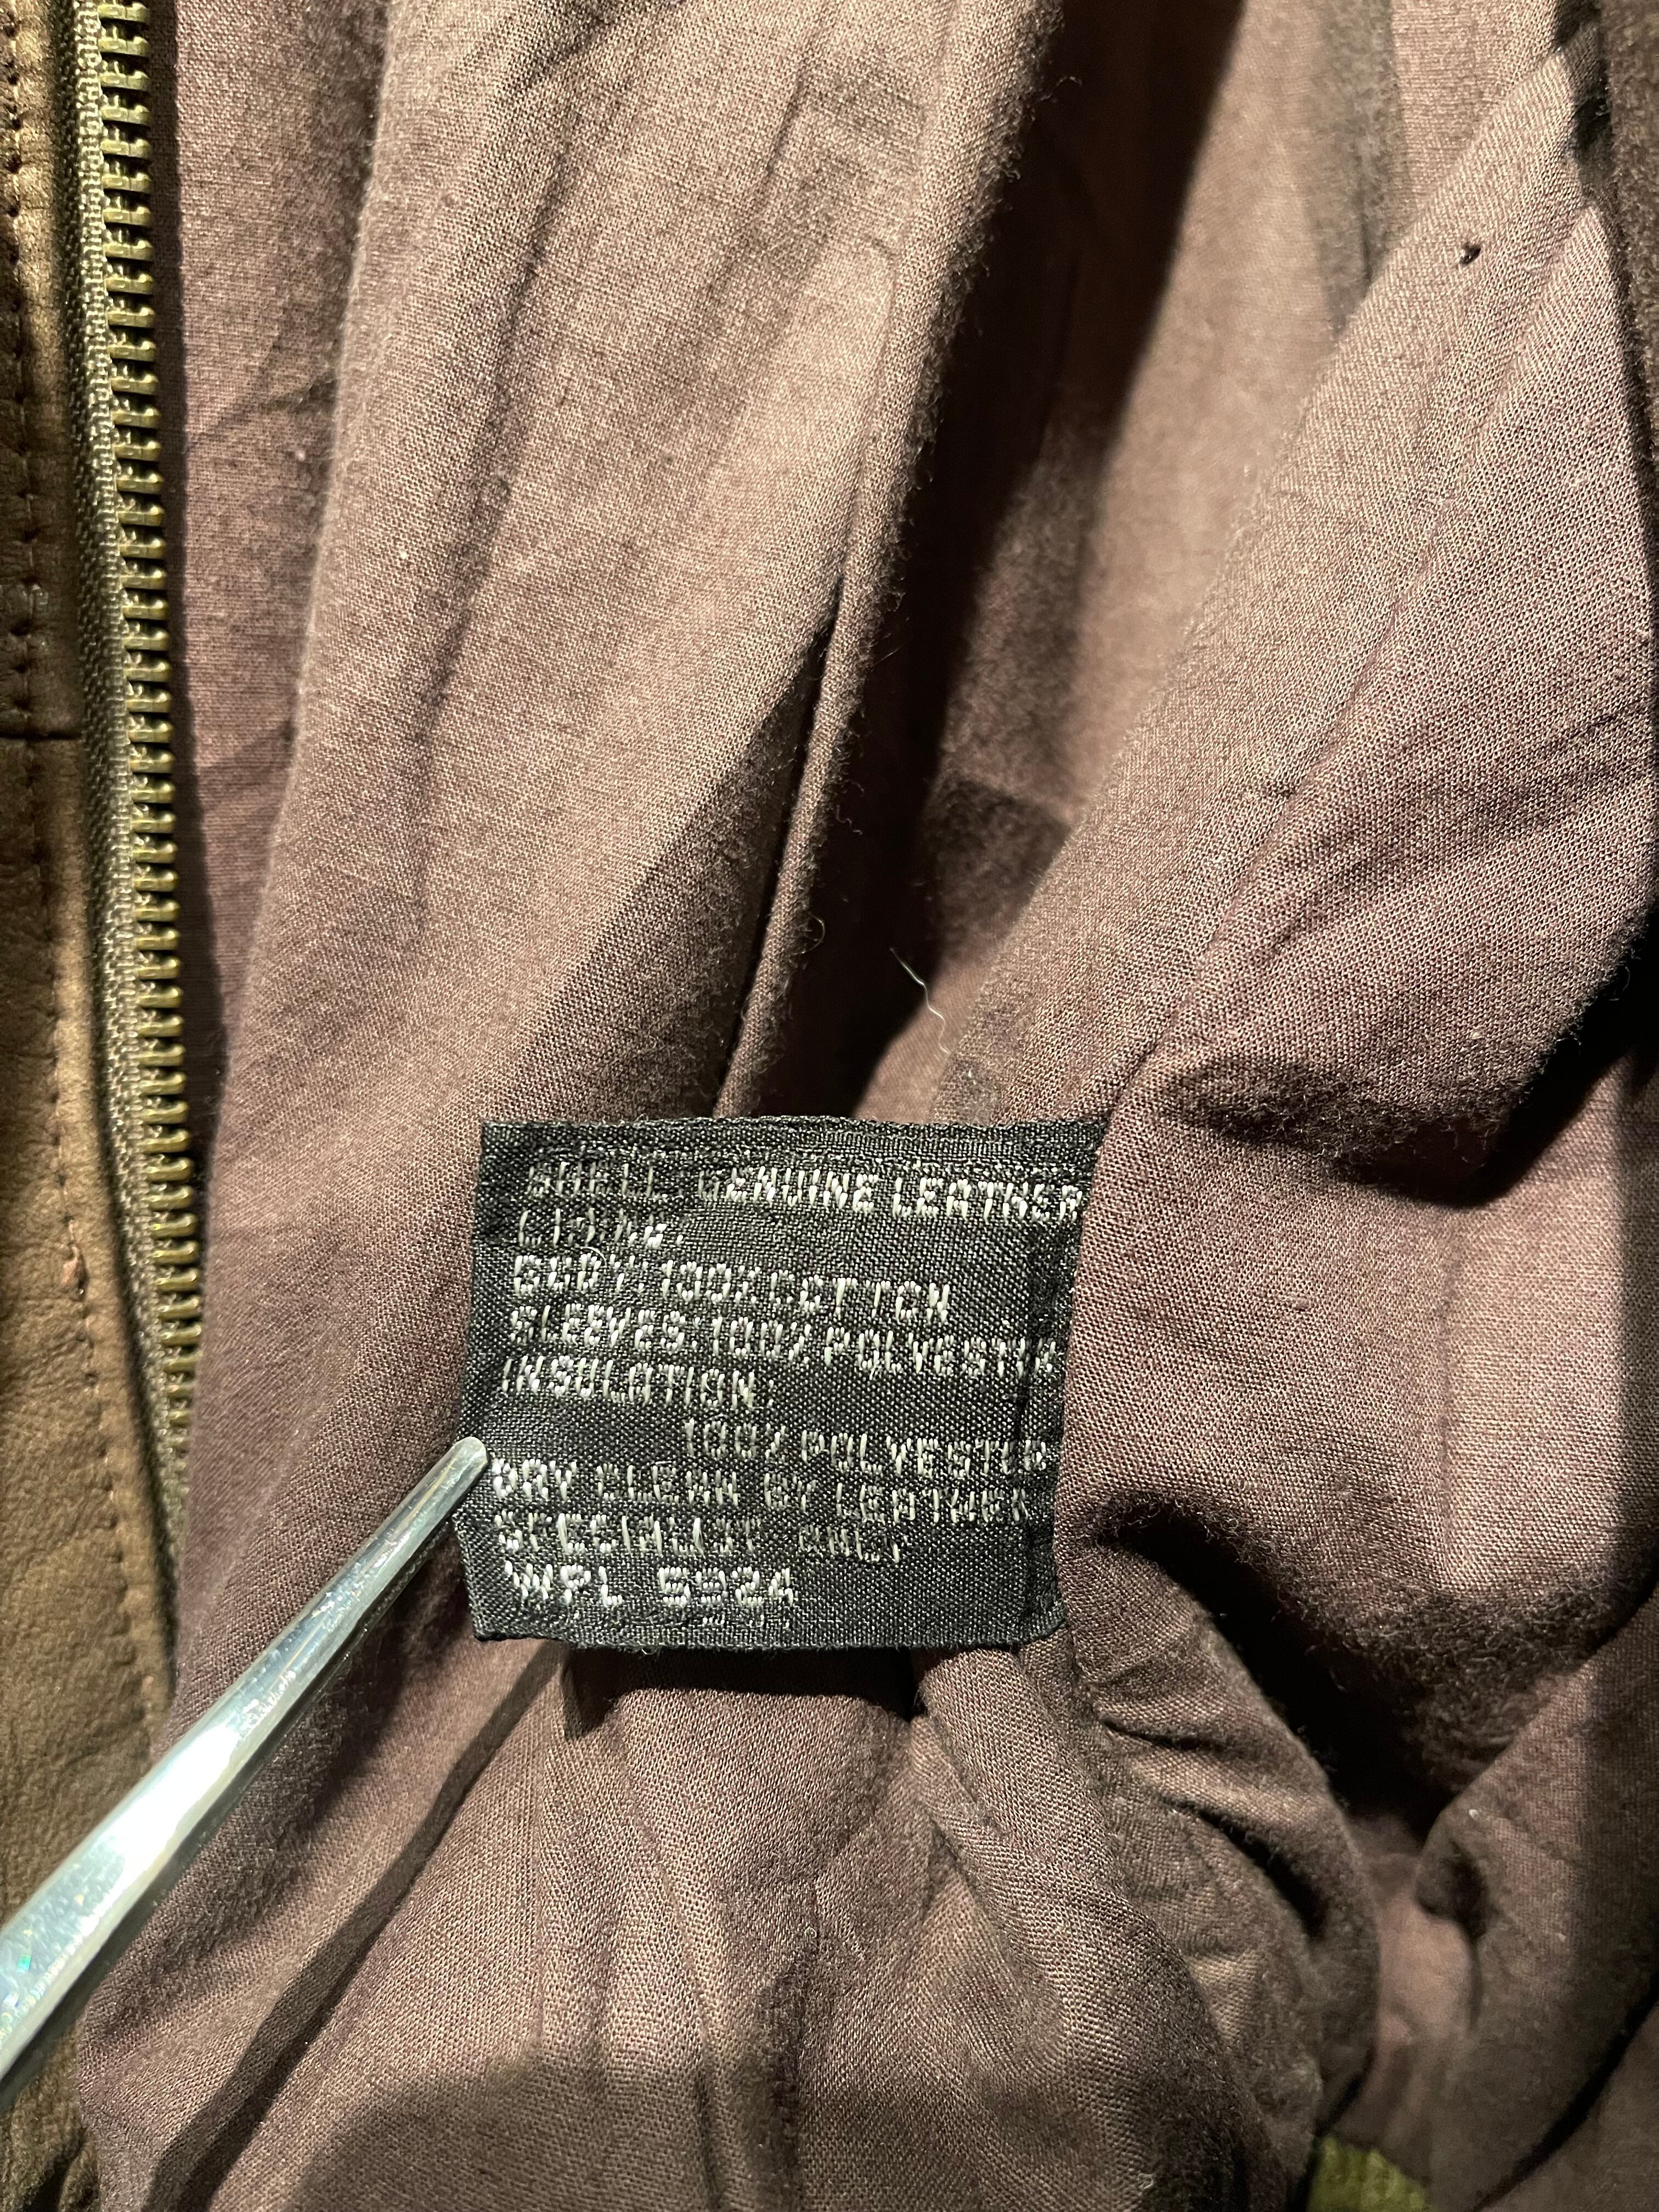 SHELL: GENUINE LEATHER
LINING:
BODY: 100% COTTON
SLEEVES: 100% POLYESTER
INSULATION:
100% POLYESTER
DRY CLEAN BY LEATHER
SPECIALIST ONLY
WPL 5924